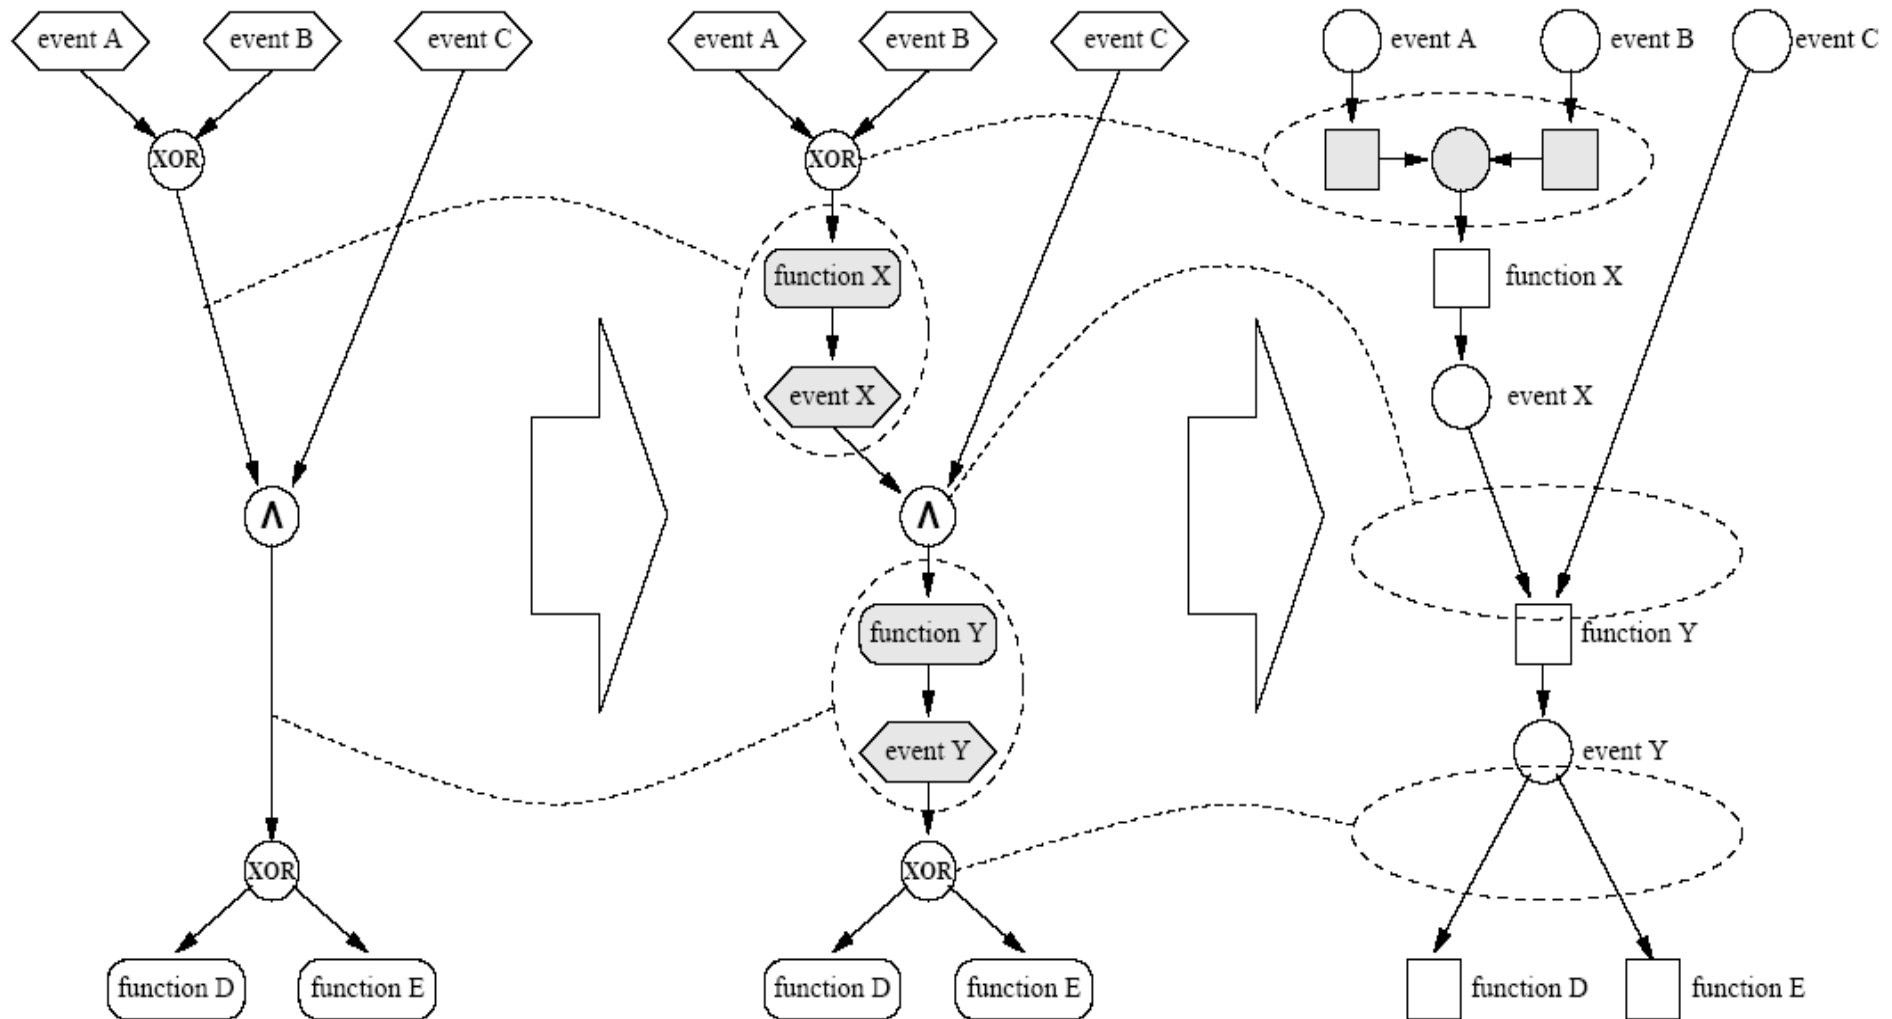 event A
event B
event C
XOR
Λ
XOR
function D
function E
event A
event B
event C
XOR
function X
event X
Λ
function Y
event Y
XOR
function D
function E
event A
event B
event C
function X
event X
function Y
event Y
function D
function E